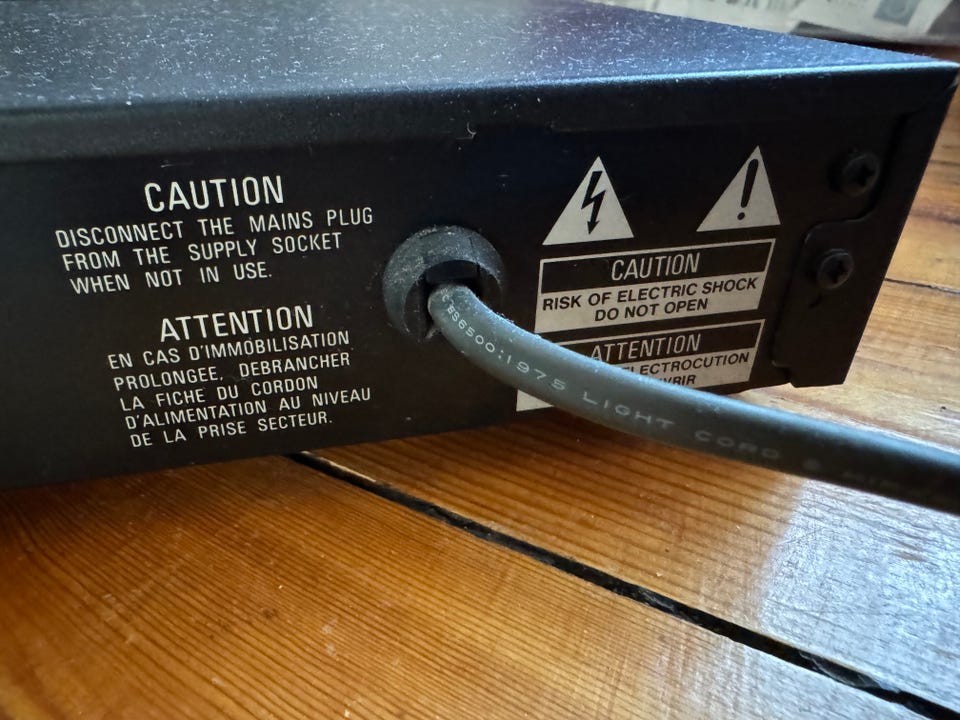 CAUTION
DISCONNECT THE MAINS PLUG
FROM THE SUPPLY SOCKET
WHEN NOT IN USE.
ATTENTION
EN CAS D'IMMOBILISATION
PROLONGEE, DEBRANCHER
LA FICHE DU CORDON
D'ALIMENTATION AU NIVEAU
DE LA PRISE SECTEUR.
!
CAUTION
RISK OF ELECTRIC SHOCK
DO NOT OPEN
ATTENTION
BS6500:1975 LIGHT CORD